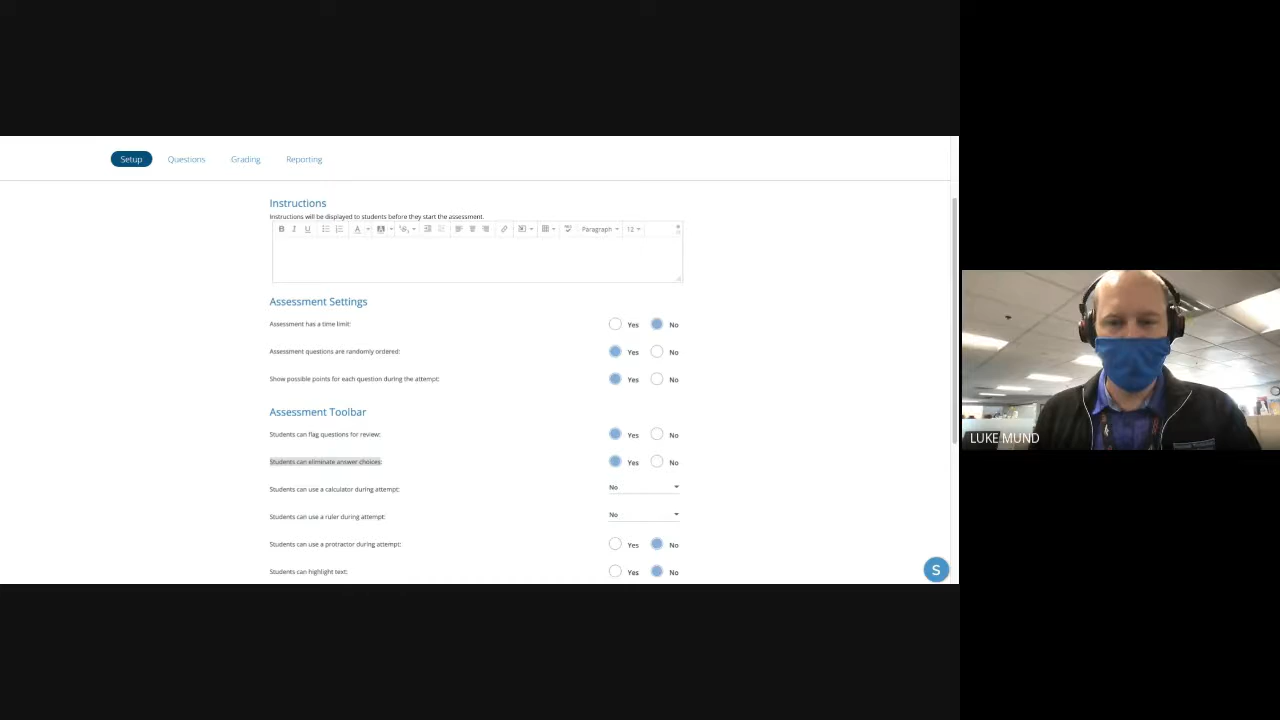 Setup Questions Grading Reporting
Instructions
Instructions will be displayed to students before they start the assessment.
B I U A A Paragraph 12
Assessment Settings
Assessment has a time limit: Yes No
Assessment questions are randomly ordered: Yes No
Show possible points for each question during the attempt: Yes No
Assessment Toolbar
Students can flag questions for review: Yes No
Students can eliminate answer choices: Yes No
Students can use a calculator during attempt: No
Students can use a ruler during attempt: No
Students can use a protractor during attempt: Yes No
Students can highlight text: Yes No
S
LUKE MUND